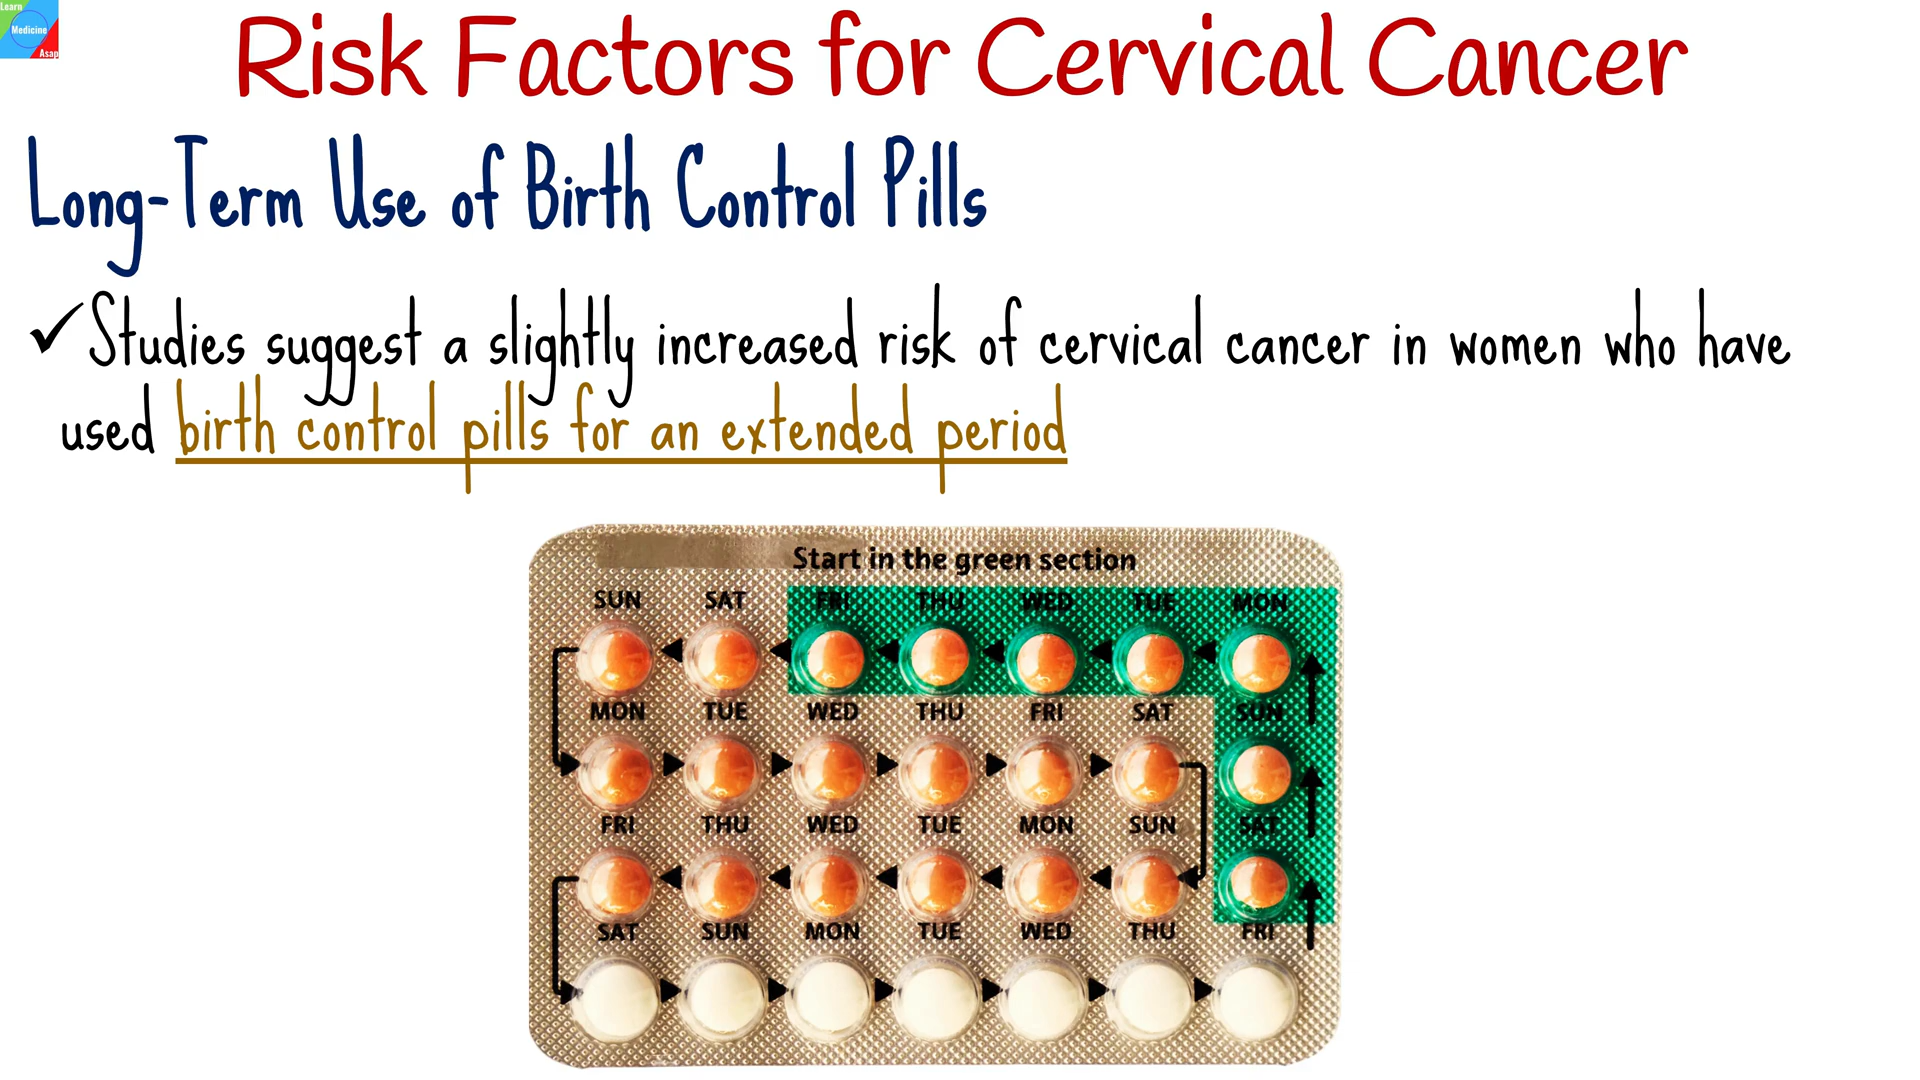 Learn
Medicine
Asap
Risk Factors for Cervical Cancer
Long-Term Use of Birth Control Pills
✓Studies suggest a slightly increased risk of cervical cancer in women who have
used birth control pills for an extended period
Start in the green section
SUN SAT FRI THU WED TUE MON
MON TUE WED THU FRI SAT SUN
FRI THU WED TUE MON SUN SAT
SAT SUN MON TUE WED THU FRI